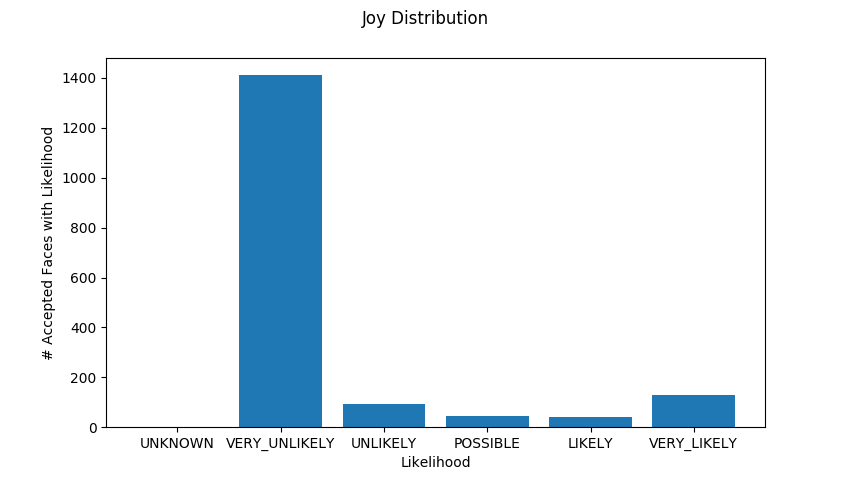 Joy Distribution
# Accepted Faces with Likelihood
1400
1200
1000
800
600
400
200
0
UNKNOWN VERY_UNLIKELY UNLIKELY POSSIBLE LIKELY VERY_LIKELY
Likelihood